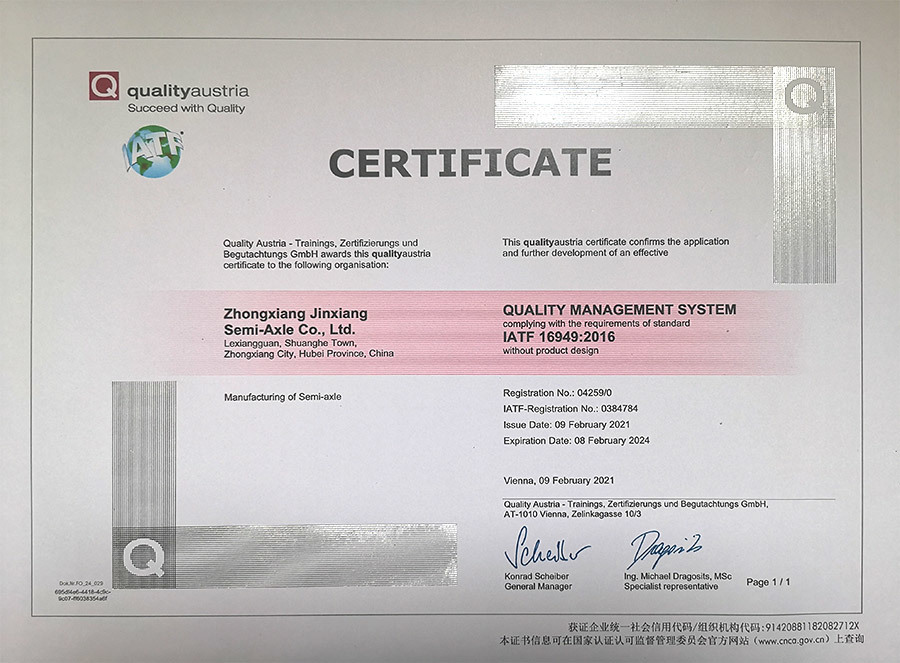 Q qualityaustria
Succeed with Quality
IATF
Q
CERTIFICATE
Quality Austria - Trainings, Zertifizierungs und
Begutachtungs GmbH awards this qualityaustria
certificate to the following organisation:
This qualityaustria certificate confirms the application
and further development of an effective
Zhongxiang Jinxiang
Semi-Axle Co., Ltd.
Lexiangguan, Shuanghe Town,
Zhongxiang City, Hubei Province, China
QUALITY MANAGEMENT SYSTEM
complying with the requirements of standard
IATF 16949:2016
without product design
Manufacturing of Semi-axle
Registration No.: 04259/0
IATF-Registration No.: 0384784
Issue Date: 09 February 2021
Expiration Date: 08 February 2024
Vienna, 09 February 2021
Quality Austria - Trainings, Zertifizierungs und Begutachtungs GmbH,
AT-1010 Vienna, Zelinkagasse 10/3
Q
Scheiber
Dragosits
Konrad Scheiber
General Manager
Ing. Michael Dragosits, MSc
Specialist representative
Page 1 / 1
Dok.Nr.FO_24_029
获证企业统一社会信用代码/组织机构代码:91420881182082712X
本证书信息可在国家认证认可监督管理委员会官方网站（www.cnca.gov.cn）上查询